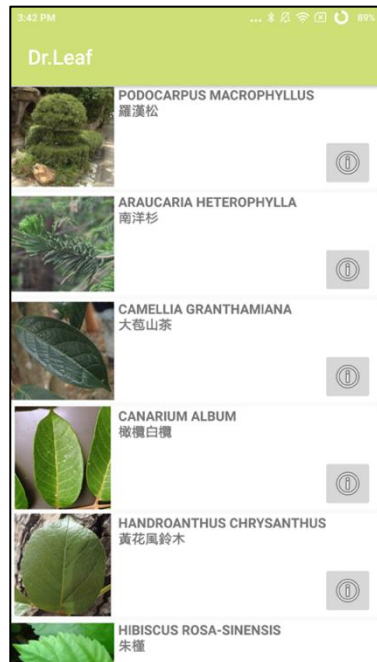 3:42 PM
... 89%
Dr.Leaf
PODOCARPUS MACROPHYLLUS
羅漢松
ARAUCARIA HETEROPHYLLA
南洋杉
CAMELLIA GRANTHAMIANA
大苞山茶
CANARIUM ALBUM
橄欖白欖
HANDROANTHUS CHRYSANTHUS
黃花風鈴木
HIBISCUS ROSA-SINENSIS
朱槿